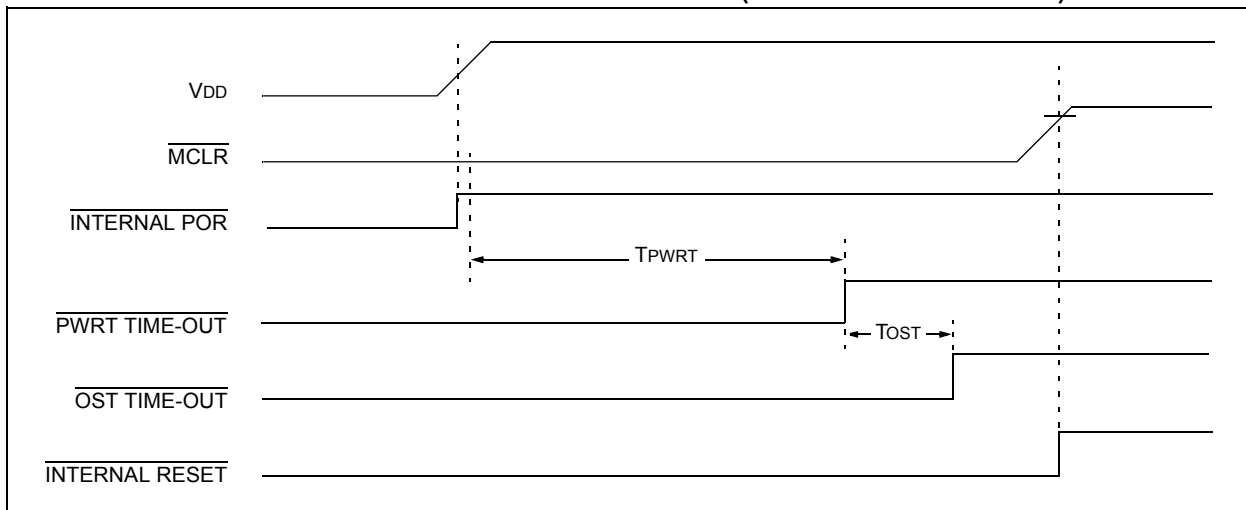 VDD
MCLR
INTERNAL POR
TPWRT
PWRT TIME-OUT
TOST
OST TIME-OUT
INTERNAL RESET